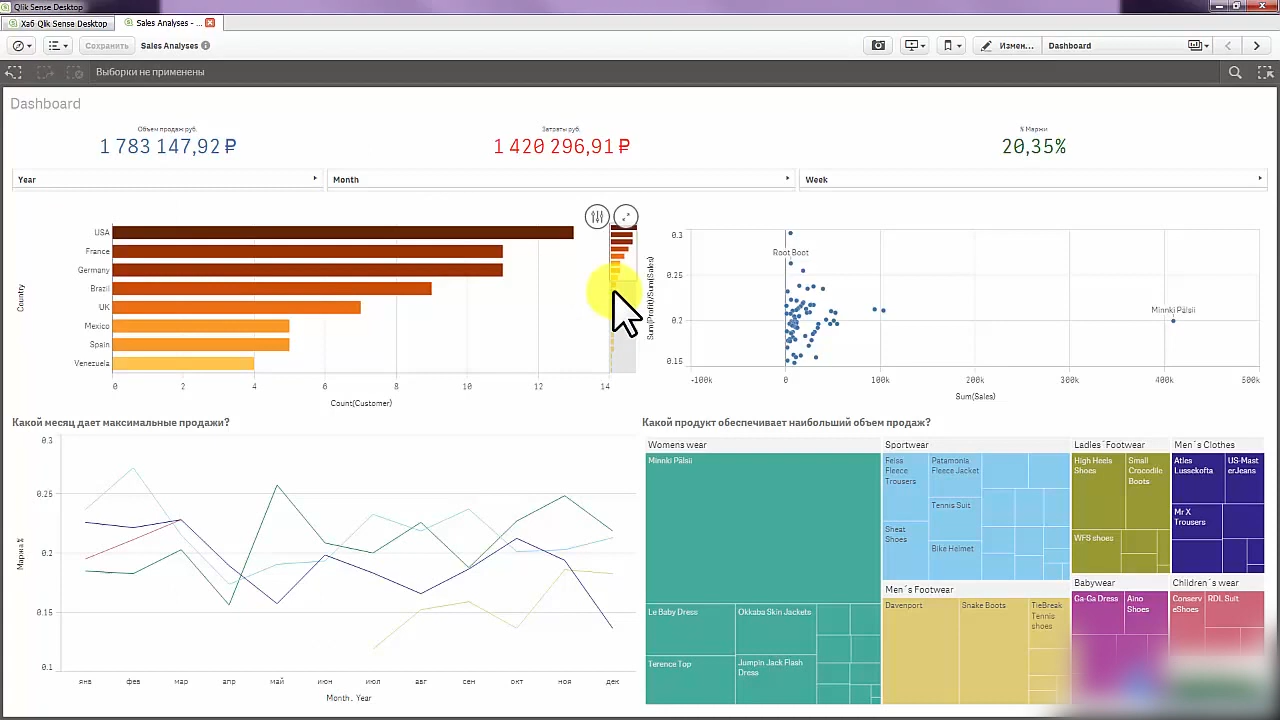 Qlik Sense Desktop
Хаб Qlik Sense Desktop
Sales Analyses - ...
Сохранить
Sales Analyses
Измен...
Dashboard
Выборки не применены
Dashboard
Объем продаж руб.
1 783 147,92 ₽
Затраты руб.
1 420 296,91 ₽
% Маржи
20,35%
Year
Month
Week
Country
USA
France
Germany
Brazil
UK
Mexico
Spain
Venezuela
0 2 4 6 8 10 12 14
Count(Customer)
Sum(Profit)/Sum(Sales)
0.3
0.25
0.2
0.15
Root Boot
Minnki Pälsii
-100k 0 100k 200k 300k 400k 500k
Sum(Sales)
Какой месяц дает максимальные продажи?
Маржа %
0.3
0.25
0.2
0.15
0.1
янв фев мар апр май июн июл авг сен окт ноя дек
Month. Year
Какой продукт обеспечивает наибольший объем продаж?
Womens wear
Minnki Pälsii
Le Baby Dress
Okkaba Skin Jackets
Terence Top
Jumpin Jack Flash
Dress
Sportwear
Feiss
Fleece
Trousers
Patamonia
Fleece Jacket
Tennis Suit
Sheat
Shoes
Bike Helmet
Men´s Footwear
Davenport
Snake Boots
TieBreak
Tennis
shoes
Ladies´Footwear
High Heels
Shoes
Small
Crocodile
Boots
WFS shoes
Men´s Clothes
Atles
Lussekofta
US-Mast
erJeans
Mr X
Trousers
Babywear
Ga-Ga Dress
Aino
Shoes
Children´s wear
Conserv
eShoes
RDL Suit